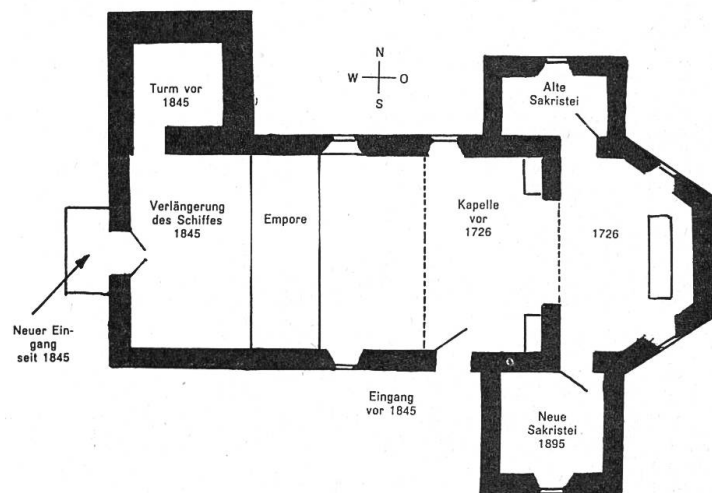 Turm vor
1845
N
W O
S
Alte
Sakristei
Verlängerung
des Schiffes
1845
Empore
Kapelle
vor
1726
1726
Neuer Ein-
gang
seit 1845
Eingang
vor 1845
Neue
Sakristei
1895